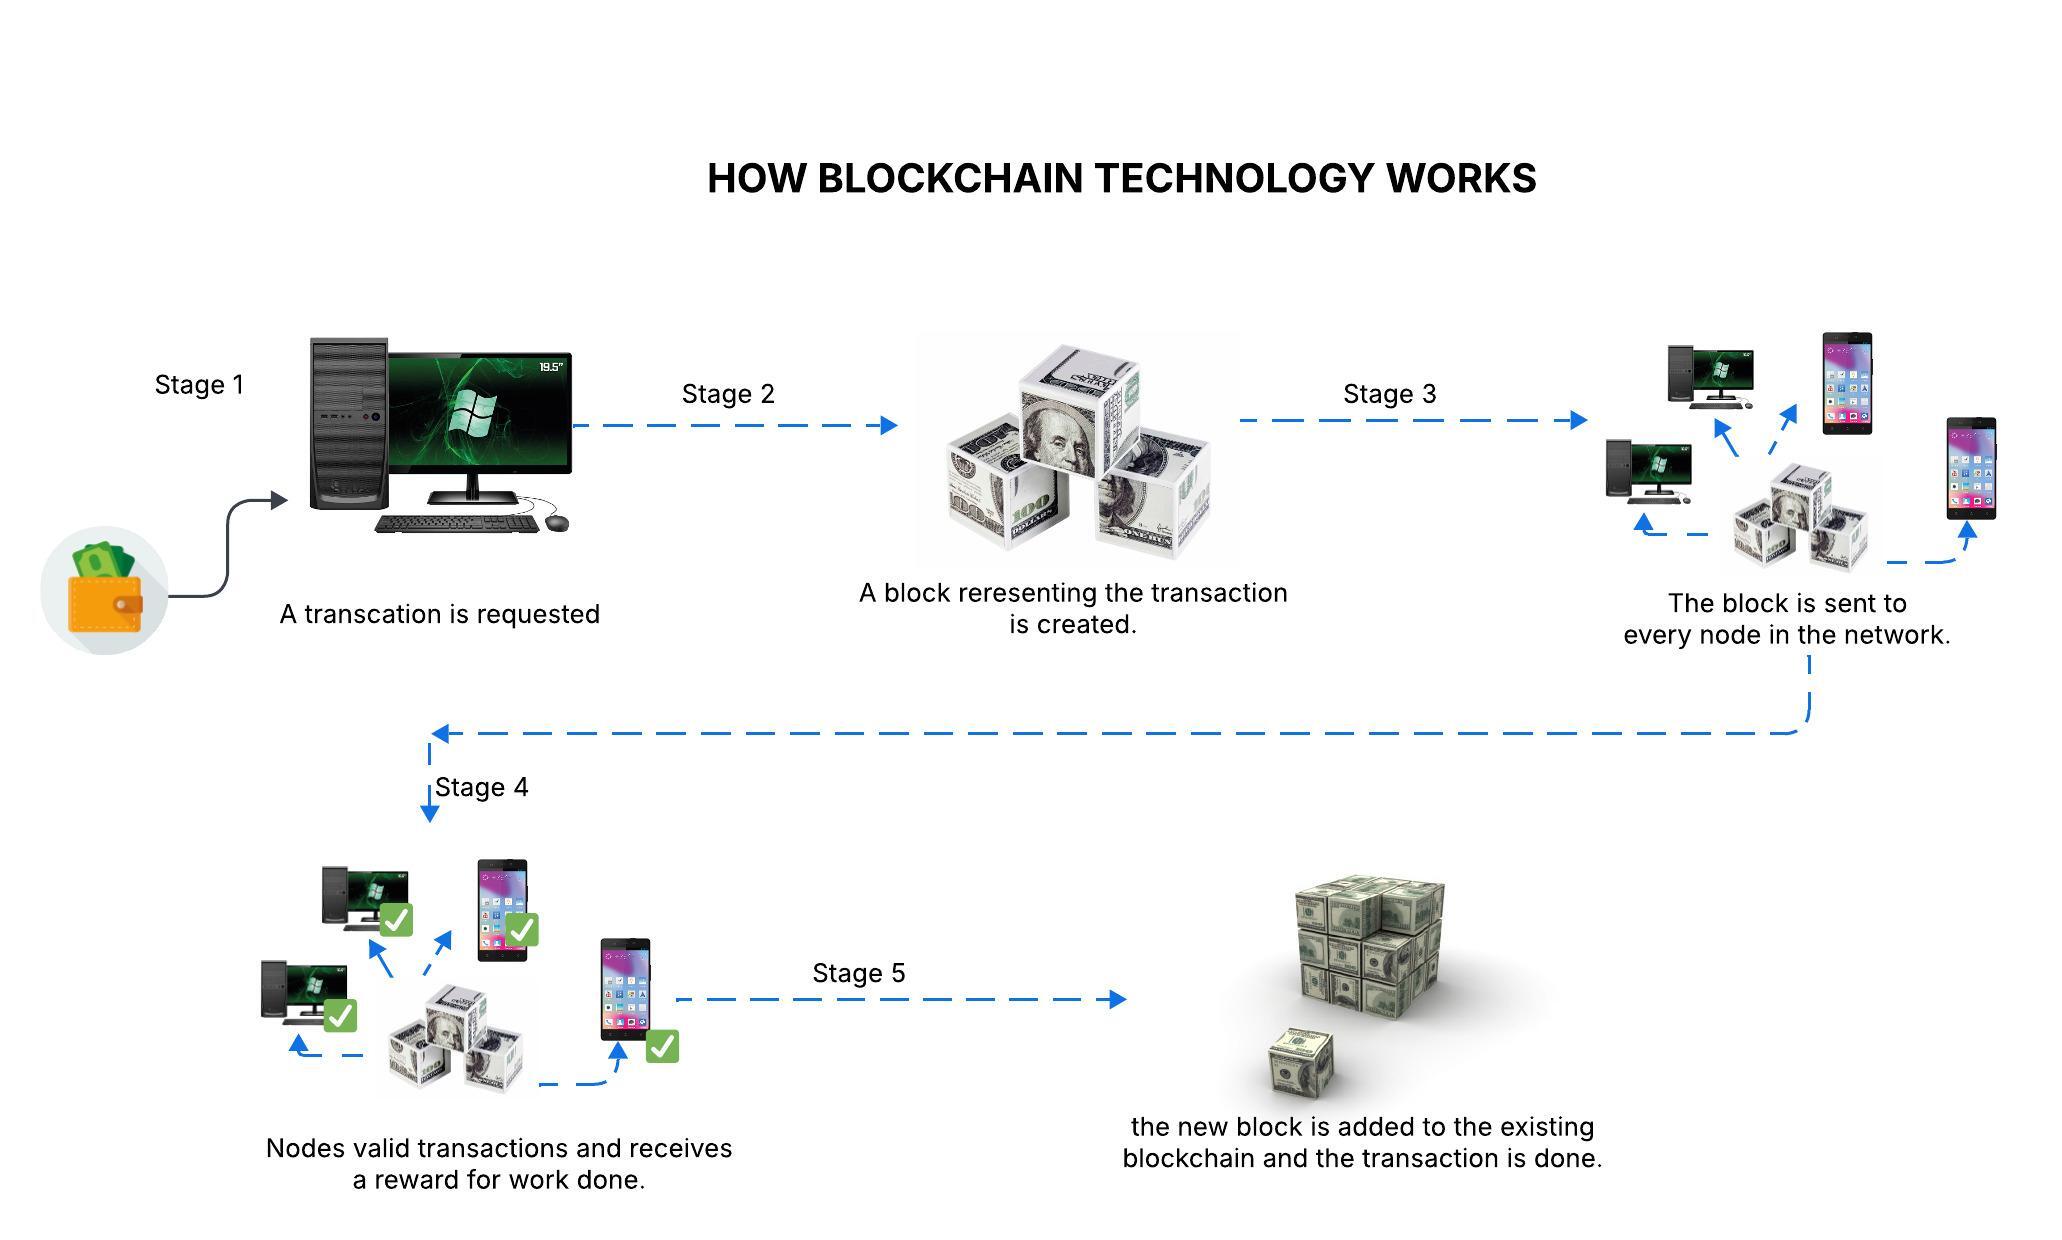 HOW BLOCKCHAIN TECHNOLOGY WORKS
Stage 1
19.5"
Stage 2
Stage 3
A transcation is requested
A block reresenting the transaction
is created.
The block is sent to
every node in the network.
Stage 4
Stage 5
Nodes valid transactions and receives
a reward for work done.
the new block is added to the existing
blockchain and the transaction is done.